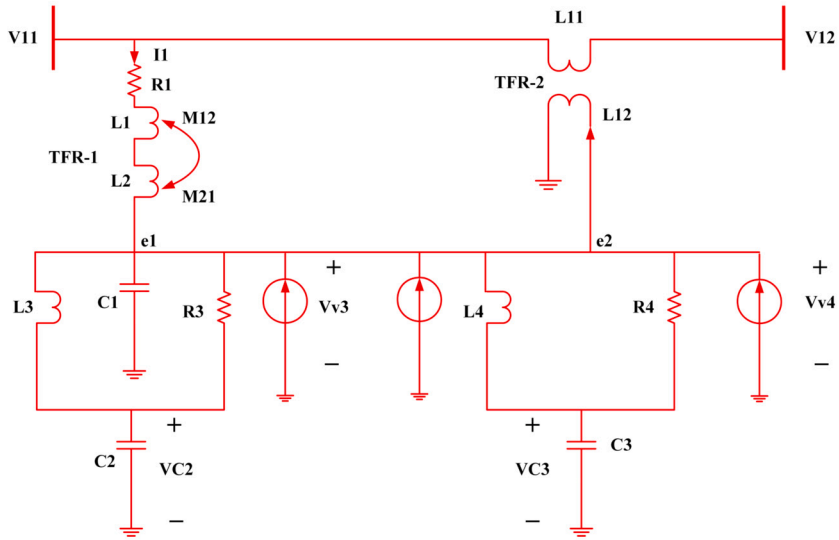 L11
V11
V12
I1
R1
TFR-2
L1
M12
L12
TFR-1
L2
M21
e1
e2
+
+
L3
C1
R3
Vv3
L4
R4
Vv4
−
−
+
+
C2
VC2
VC3
C3
−
−